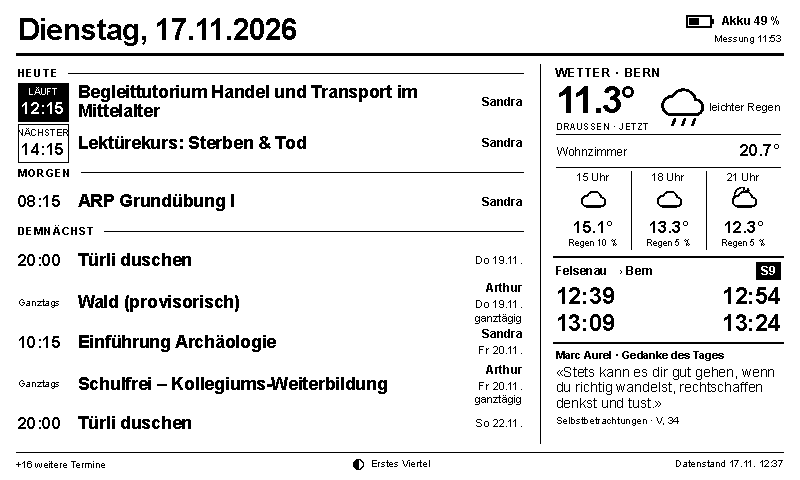 Dienstag, 17.11.2026
Akku 49 %
Messung 11:53
HEUTE
LÄUFT
12:15
Begleittutorium Handel und Transport im
Mittelalter
Sandra
NÄCHSTER
14:15
Lektürekurs: Sterben & Tod
Sandra
MORGEN
08:15
ARP Grundübung I
Sandra
DEMNÄCHST
20:00
Türli duschen
Do 19.11.
Ganztags
Wald (provisorisch)
Arthur
Do 19.11.
ganztägig
10:15
Einführung Archäologie
Sandra
Fr 20.11.
Ganztags
Schulfrei – Kollegiums-Weiterbildung
Arthur
Fr 20.11.
ganztägig
20:00
Türli duschen
So 22.11.
WETTER · BERN
11.3°
leichter Regen
DRAUSSEN · JETZT
Wohnzimmer 20.7°
15 Uhr 18 Uhr 21 Uhr
15.1° 13.3° 12.3°
Regen 10 % Regen 5 % Regen 5 %
Felsenau › Bern S9
12:39 12:54
13:09 13:24
Marc Aurel · Gedanke des Tages
«Stets kann es dir gut gehen, wenn
du richtig wandelst, rechtschaffen
denkst und tust.»
Selbstbetrachtungen · V, 34
+16 weitere Termine
Erstes Viertel
Datenstand 17.11. 12:37